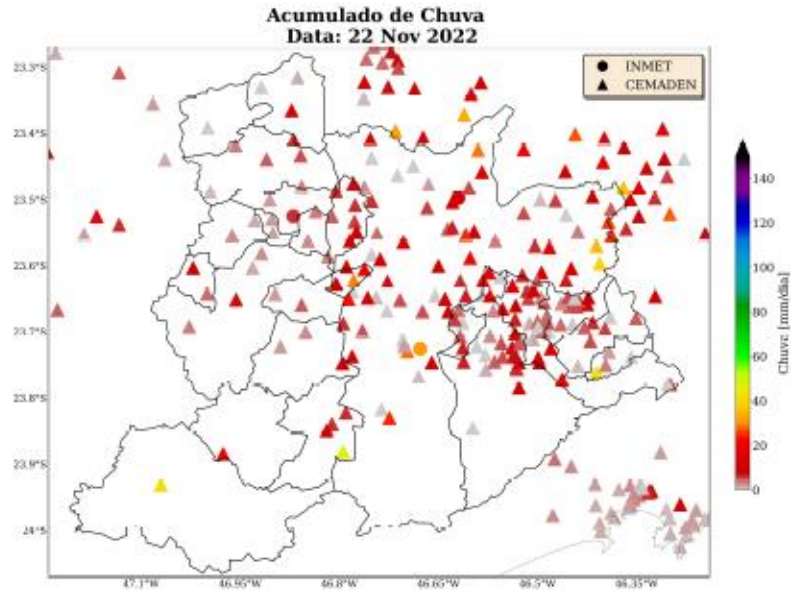 Acumulado de Chuva
Data: 22 Nov 2022
INMET
CEMADEN
23.3°S
23.4°S
23.5°S
23.6°S
23.7°S
23.8°S
23.9°S
24°S
47.1°W
46.95°W
46.8°W
46.65°W
46.5°W
46.35°W
140
120
100
80
60
40
20
0
Chuva [mm/dia]